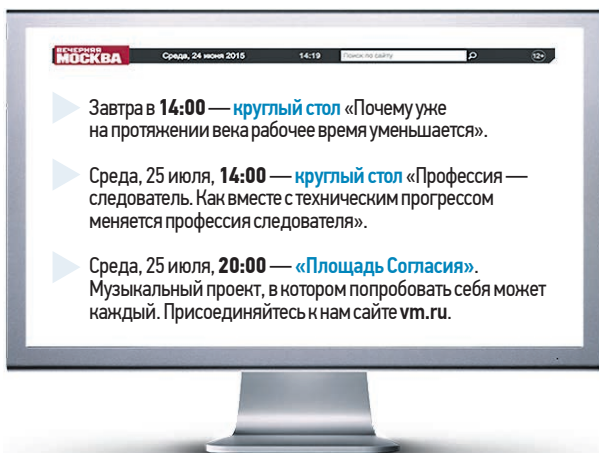 ВЕЧЕРНЯЯ
МОСКВА Среда, 24 июня 2015 14:19 Поиск по сайту 12+
Завтра в 14:00 — круглый стол «Почему уже
на протяжении века рабочее время уменьшается».
Среда, 25 июля, 14:00 — круглый стол «Профессия —
следователь. Как вместе с техническим прогрессом
меняется профессия следователя».
Среда, 25 июля, 20:00 — «Площадь Согласия».
Музыкальный проект, в котором попробовать себя может
каждый. Присоединяйтесь к нам сайте vm.ru.